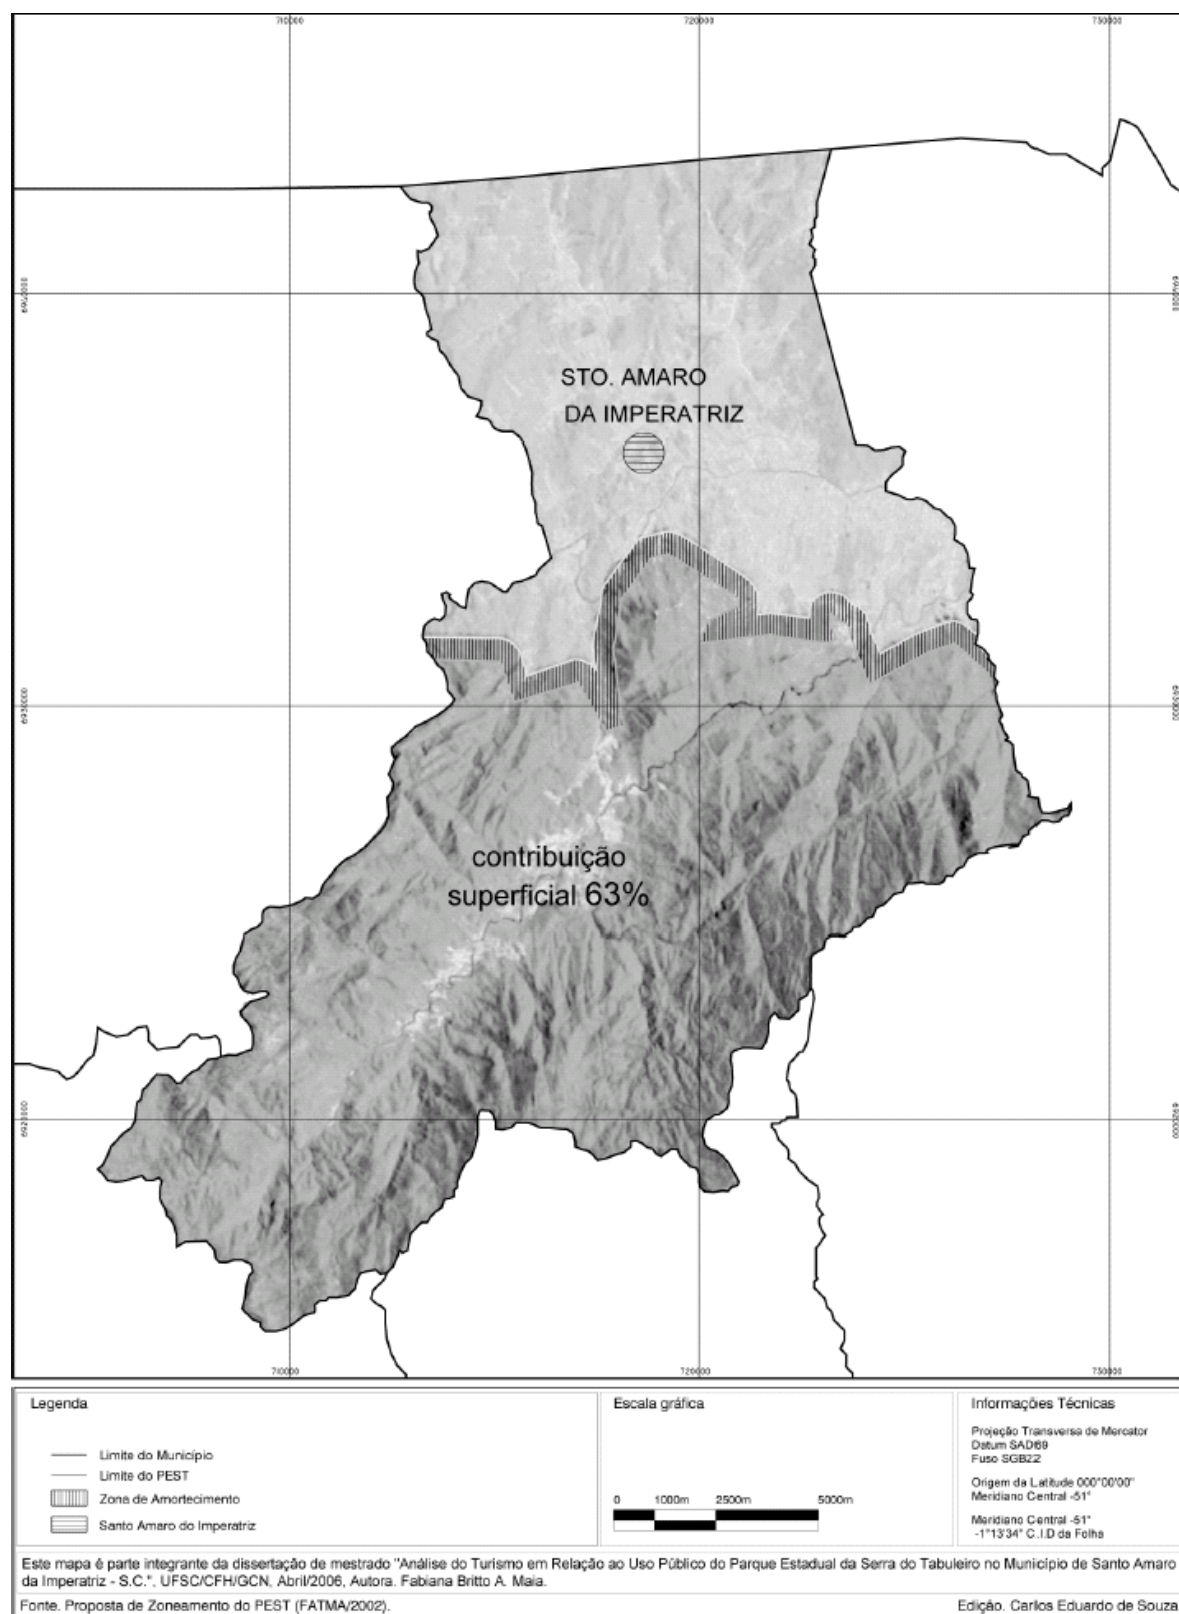 710000
720000
730000
6940000
6940000
STO. AMARO
DA IMPERATRIZ
6930000
6930000
contribuição
superficial 63%
6920000
6920000
710000
720000
730000
Legenda
Limite do Município
Limite do PEST
Zona de Amortecimento
Santo Amaro do Imperatriz
Escala gráfica
0 1000m 2500m 5000m
Informações Técnicas
Projeção Transversa de Mercator
Datum SAD69
Fuso SGB22
Origem da Latitude 000°00'00"
Meridiano Central -51°
Meridiano Central -51°
-1°13'34" C.I.D da Folha
Este mapa é parte integrante da dissertação de mestrado "Análise do Turismo em Relação ao Uso Público do Parque Estadual da Serra do Tabuleiro no Município de Santo Amaro
da Imperatriz - S.C.", UFSC/CFH/GCN, Abril/2006, Autora. Fabiana Britto A. Maia.
Fonte. Proposta de Zoneamento do PEST (FATMA/2002).
Edição. Carlos Eduardo de Souza